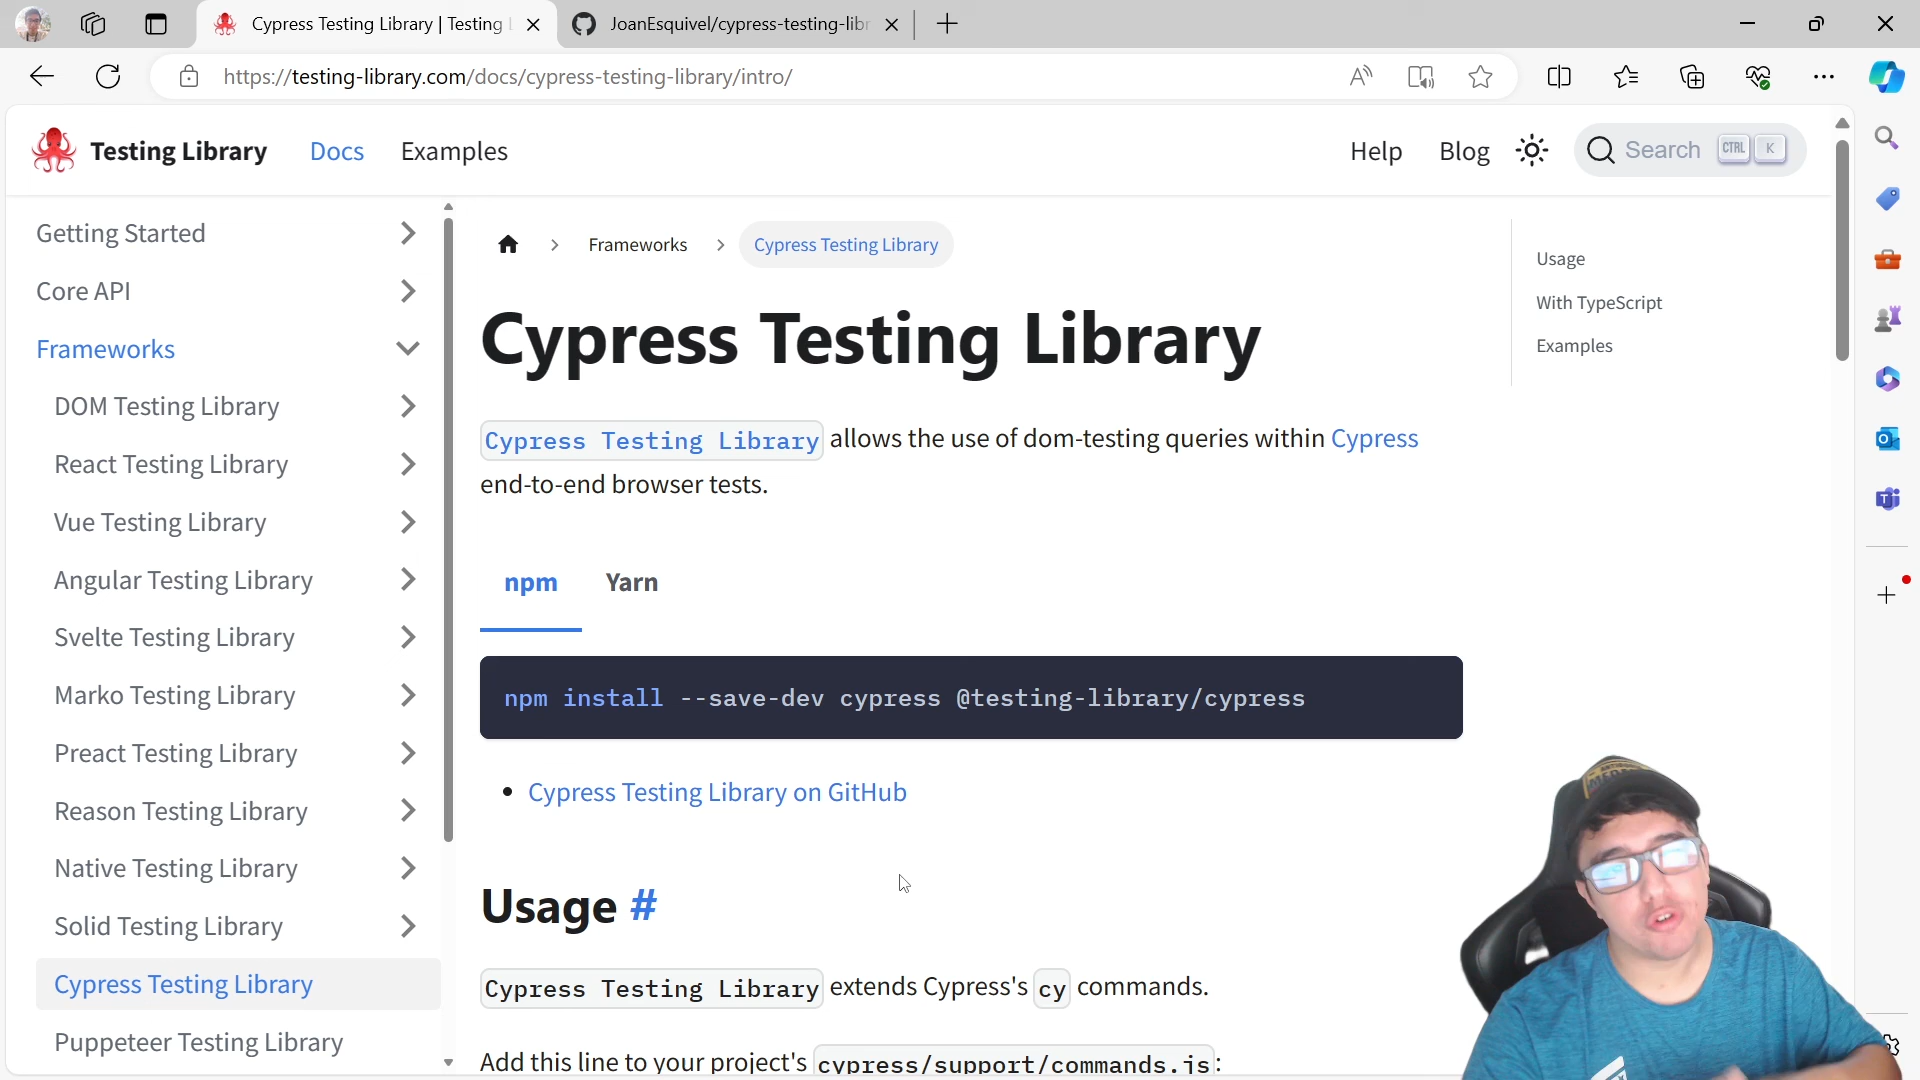 Cypress Testing Library | Testing
JoanEsquivel/cypress-testing-libr
https://testing-library.com/docs/cypress-testing-library/intro/
Testing Library
Docs
Examples
Help
Blog
Search
CTRL
K
Getting Started
Core API
Frameworks
DOM Testing Library
React Testing Library
Vue Testing Library
Angular Testing Library
Svelte Testing Library
Marko Testing Library
Preact Testing Library
Reason Testing Library
Native Testing Library
Solid Testing Library
Cypress Testing Library
Puppeteer Testing Library
Frameworks
Cypress Testing Library
Cypress Testing Library
Cypress Testing Library allows the use of dom-testing queries within Cypress
end-to-end browser tests.
npm
Yarn
npm install --save-dev cypress @testing-library/cypress
• Cypress Testing Library on GitHub
Usage #
Cypress Testing Library extends Cypress's cy commands.
Add this line to your project's cypress/support/commands.js:
Usage
With TypeScript
Examples